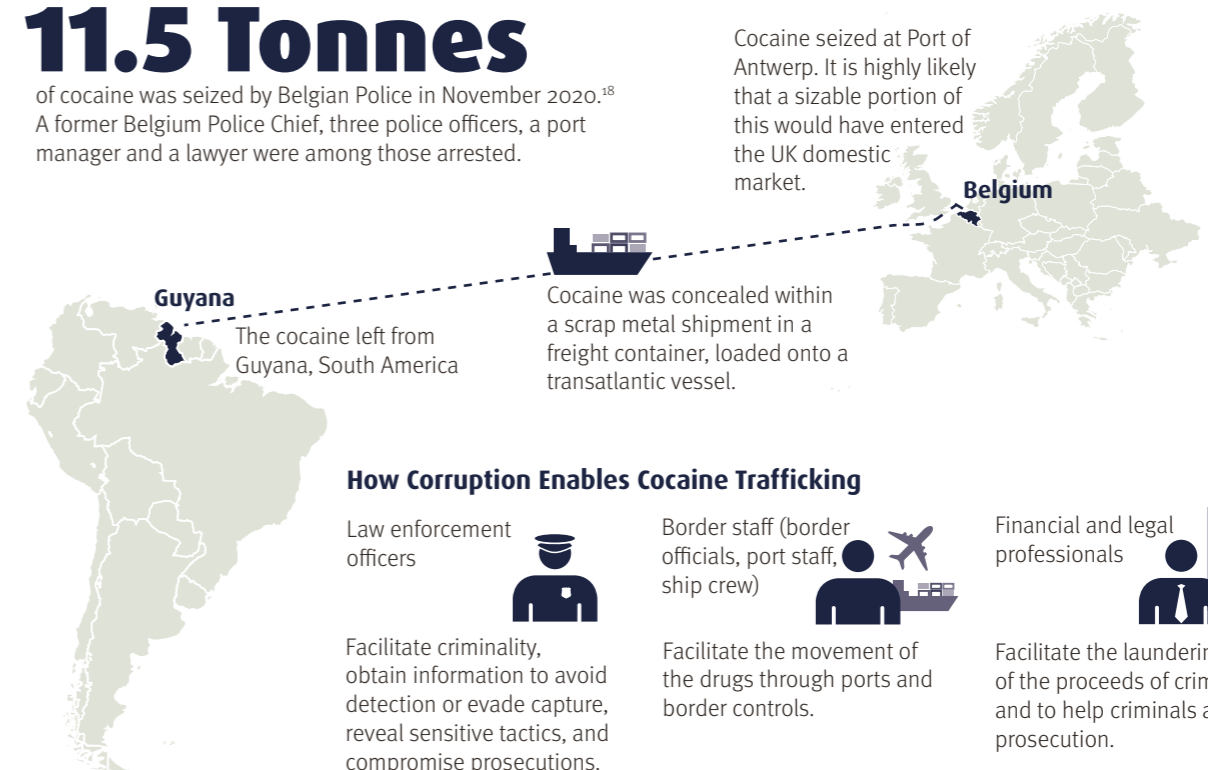 11.5 Tonnes
of cocaine was seized by Belgian Police in November 2020.18
A former Belgium Police Chief, three police officers, a port
manager and a lawyer were among those arrested.
Cocaine seized at Port of
Antwerp. It is highly likely
that a sizable portion of
this would have entered
the UK domestic
market.
Belgium
Guyana
The cocaine left from
Guyana, South America
Cocaine was concealed within
a scrap metal shipment in a
freight container, loaded onto a
transatlantic vessel.
How Corruption Enables Cocaine Trafficking
Law enforcement
officers
Facilitate criminality,
obtain information to avoid
detection or evade capture,
reveal sensitive tactics, and
compromise prosecutions.
Border staff (border
officials, port staff,
ship crew)
Facilitate the movement of
the drugs through ports and
border controls.
Financial and legal
professionals
Facilitate the
of the proceeds of
and to help criminals
prosecution.